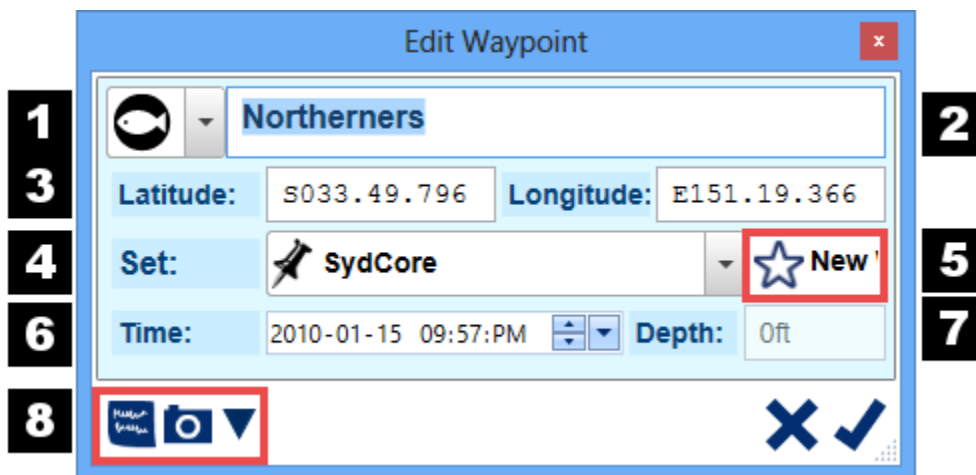 Edit Waypoint x
1 Northerners 2
3 Latitude: S033.49.796 Longitude: E151.19.366
4 Set: SydCore New 5
6 Time: 2010-01-15 09:57:PM Depth: 0ft 7
8